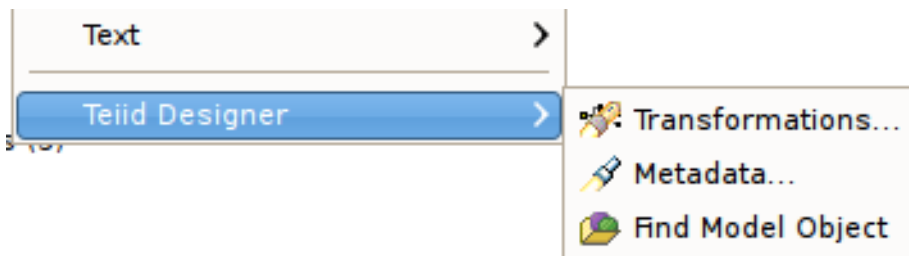 Text
Teiid Designer
Transformations...
Metadata...
Find Model Object